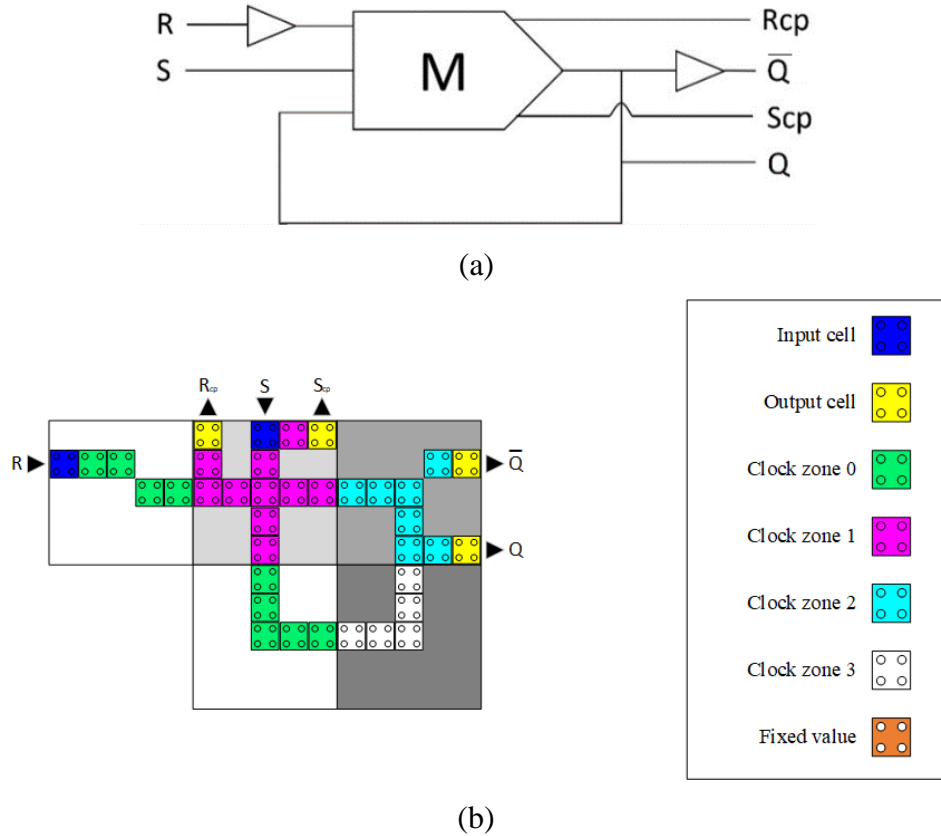 R
Rcp
M
Q̅
S
Scp
Q
(a)
Input cell
Output cell
Clock zone 0
Clock zone 1
Clock zone 2
Clock zone 3
Fixed value
Rcp S Scp
R Q̅
Q
(b)